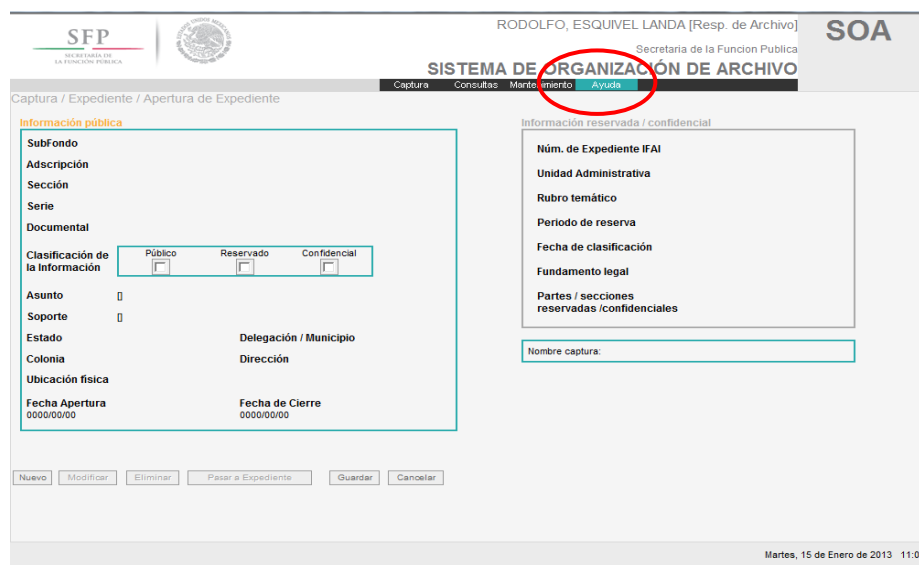 RODOLFO, ESQUIVEL LANDA [Resp. de Archivo]
SOA
SFP
SECRETARÍA DE
LA FUNCIÓN PÚBLICA
ESTADOS UNIDOS MEXICANOS
Secretaria de la Funcion Publica
SISTEMA DE ORGANIZACIÓN DE ARCHIVO
Captura Consultas Mantenimiento Ayuda
Captura / Expediente / Apertura de Expediente
Información pública
SubFondo
Adscripción
Sección
Serie
Documental
Clasificación de
la Información
Público Reservado Confidencial
Asunto []
Soporte []
Estado Delegación / Municipio
Colonia Dirección
Ubicación física
Fecha Apertura Fecha de Cierre
0000/00/00 0000/00/00
Información reservada / confidencial
Núm. de Expediente IFAI
Unidad Administrativa
Rubro temático
Periodo de reserva
Fecha de clasificación
Fundamento legal
Partes / secciones
reservadas /confidenciales
Nombre captura:
Nuevo Modificar Eliminar Pasar a Expediente Guardar Cancelar
Martes, 15 de Enero de 2013 11:0